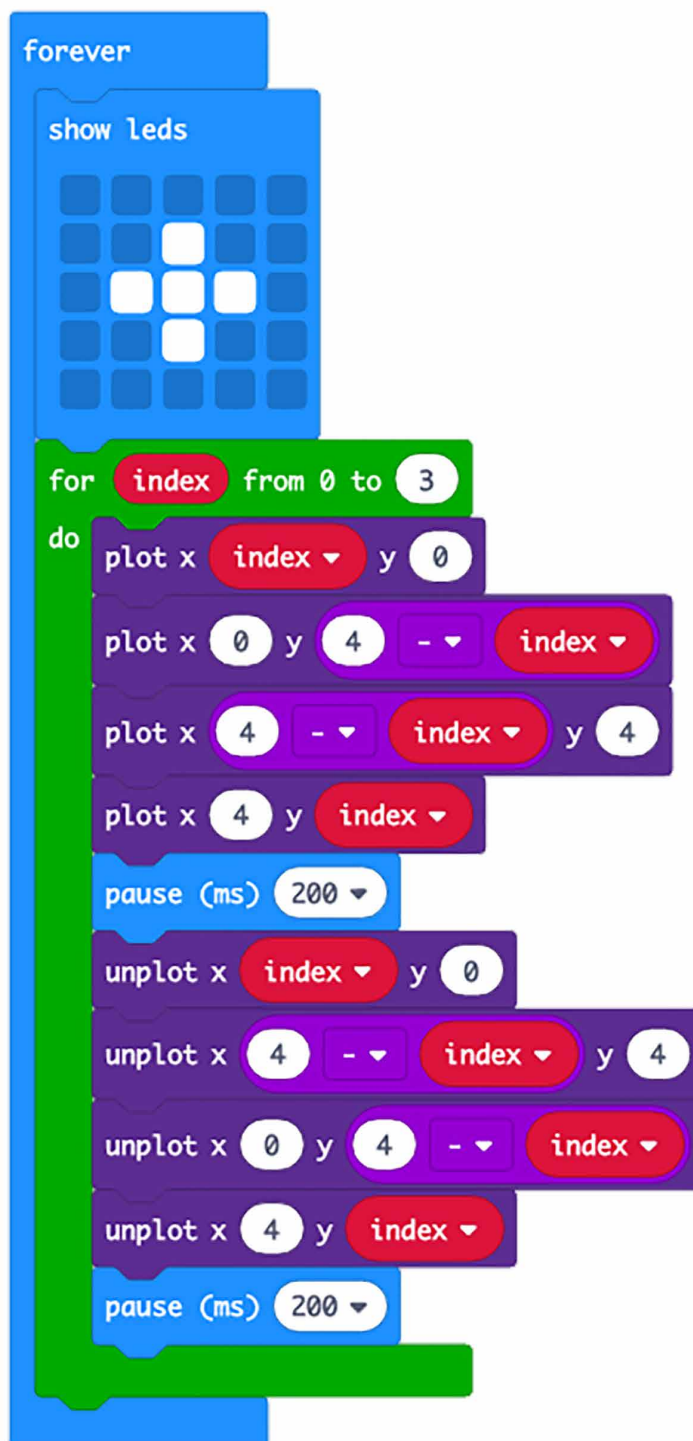 forever
show leds
for index from 0 to 3
do
plot x index y 0
plot x 0 y 4 - index
plot x 4 - index y 4
plot x 4 y index
pause (ms) 200
unplot x index y 0
unplot x 4 - index y 4
unplot x 0 y 4 - index
unplot x 4 y index
pause (ms) 200